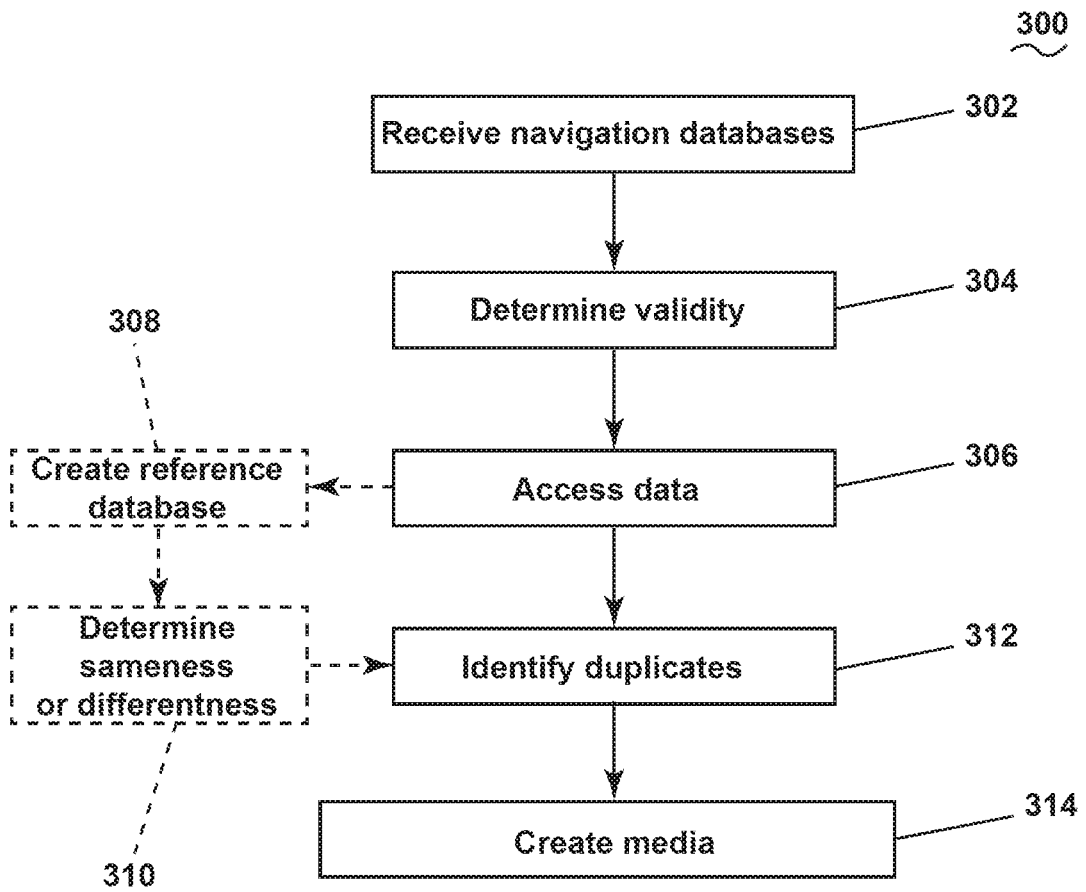 300
Receive navigation databases
302
Determine validity
304
308
Create reference
database
Access data
306
Determine
sameness
or differentness
Identify duplicates
312
310
Create media
314